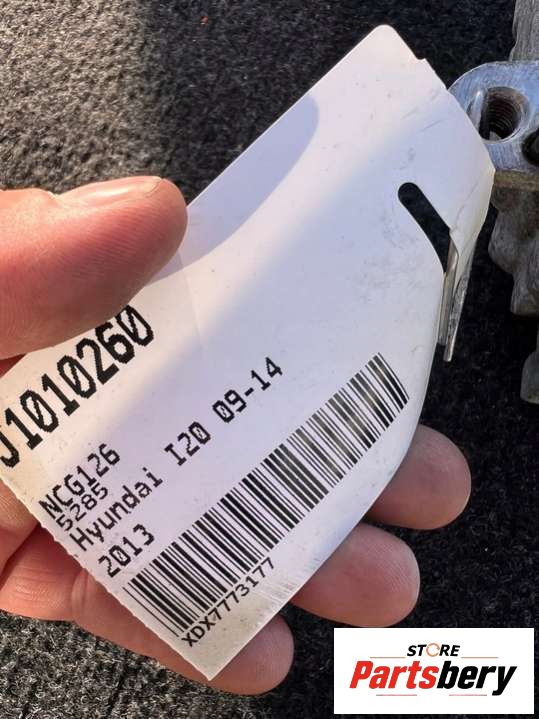 J1010260
NCG126
5285
Hyundai I20 09-14
2013
XDX7773177
STORE
Partsbery